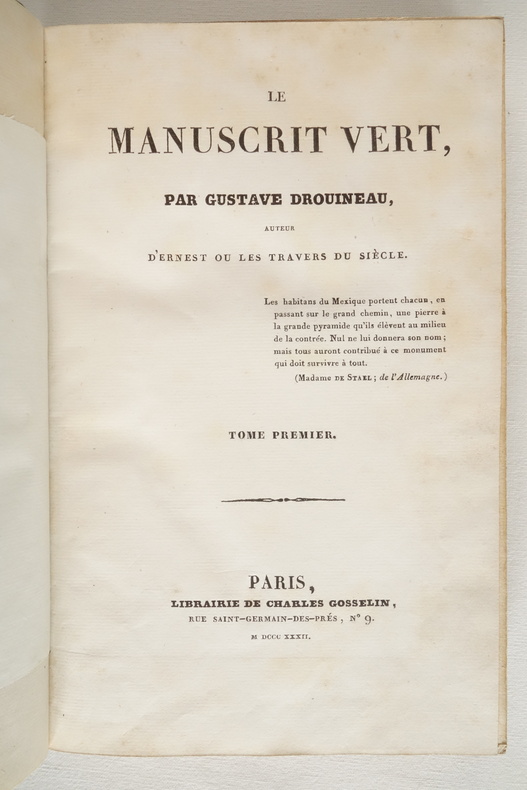 LE
MANUSCRIT VERT,
PAR GUSTAVE DROUINEAU,
AUTEUR
D'ERNEST OU LES TRAVERS DU SIÈCLE.
Les habitans du Mexique portent chacun, en
passant sur le grand chemin, une pierre à
la grande pyramide qu'ils élèvent au milieu
de la contrée. Nul ne lui donnera son nom;
mais tous auront contribué à ce monument
qui doit survivre à tout.
(Madame DE STAEL; de l'Allemagne.)
TOME PREMIER.
PARIS,
LIBRAIRIE DE CHARLES GOSSELIN,
RUE SAINT-GERMAIN-DES-PRÉS, N° 9.
M DCCC XXXII.